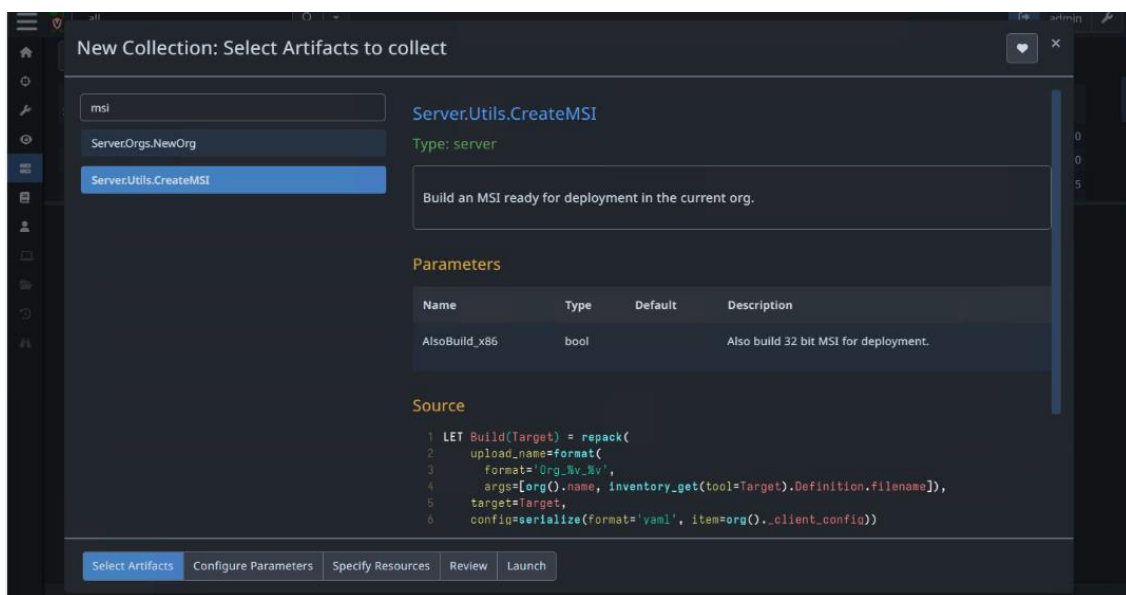 all
admin
New Collection: Select Artifacts to collect
×
msi
Server.Orgs.NewOrg
Server.Utils.CreateMSI
Server.Utils.CreateMSI
Type: server
Build an MSI ready for deployment in the current org.
Parameters
Name Type Default Description
AlsoBuild_x86 bool Also build 32 bit MSI for deployment.
Source
1 LET Build(Target) = repack(
2 upload_name=format(
3 format='Org_%v_%v',
4 args=[org().name, inventory_get(tool=Target).Definition.filename]),
5 target=Target,
6 config=serialize(format='yaml', item=org()._client_config))
0
0
5
Select Artifacts Configure Parameters Specify Resources Review Launch